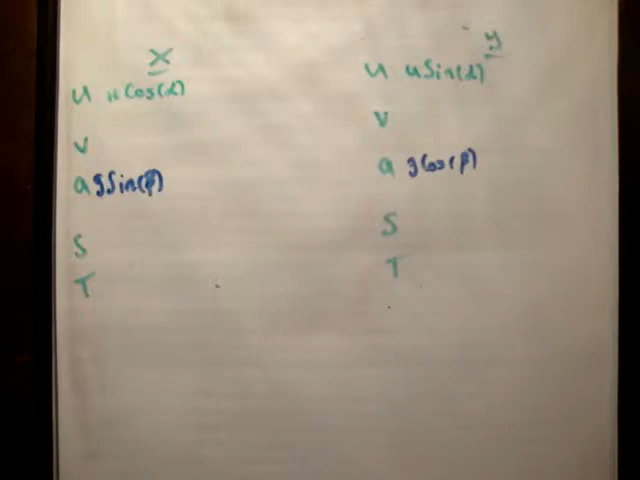 x
u uCos(α)
v
a gSin(β)
S
T
y
u uSin(α)
v
a gCos(β)
S
T